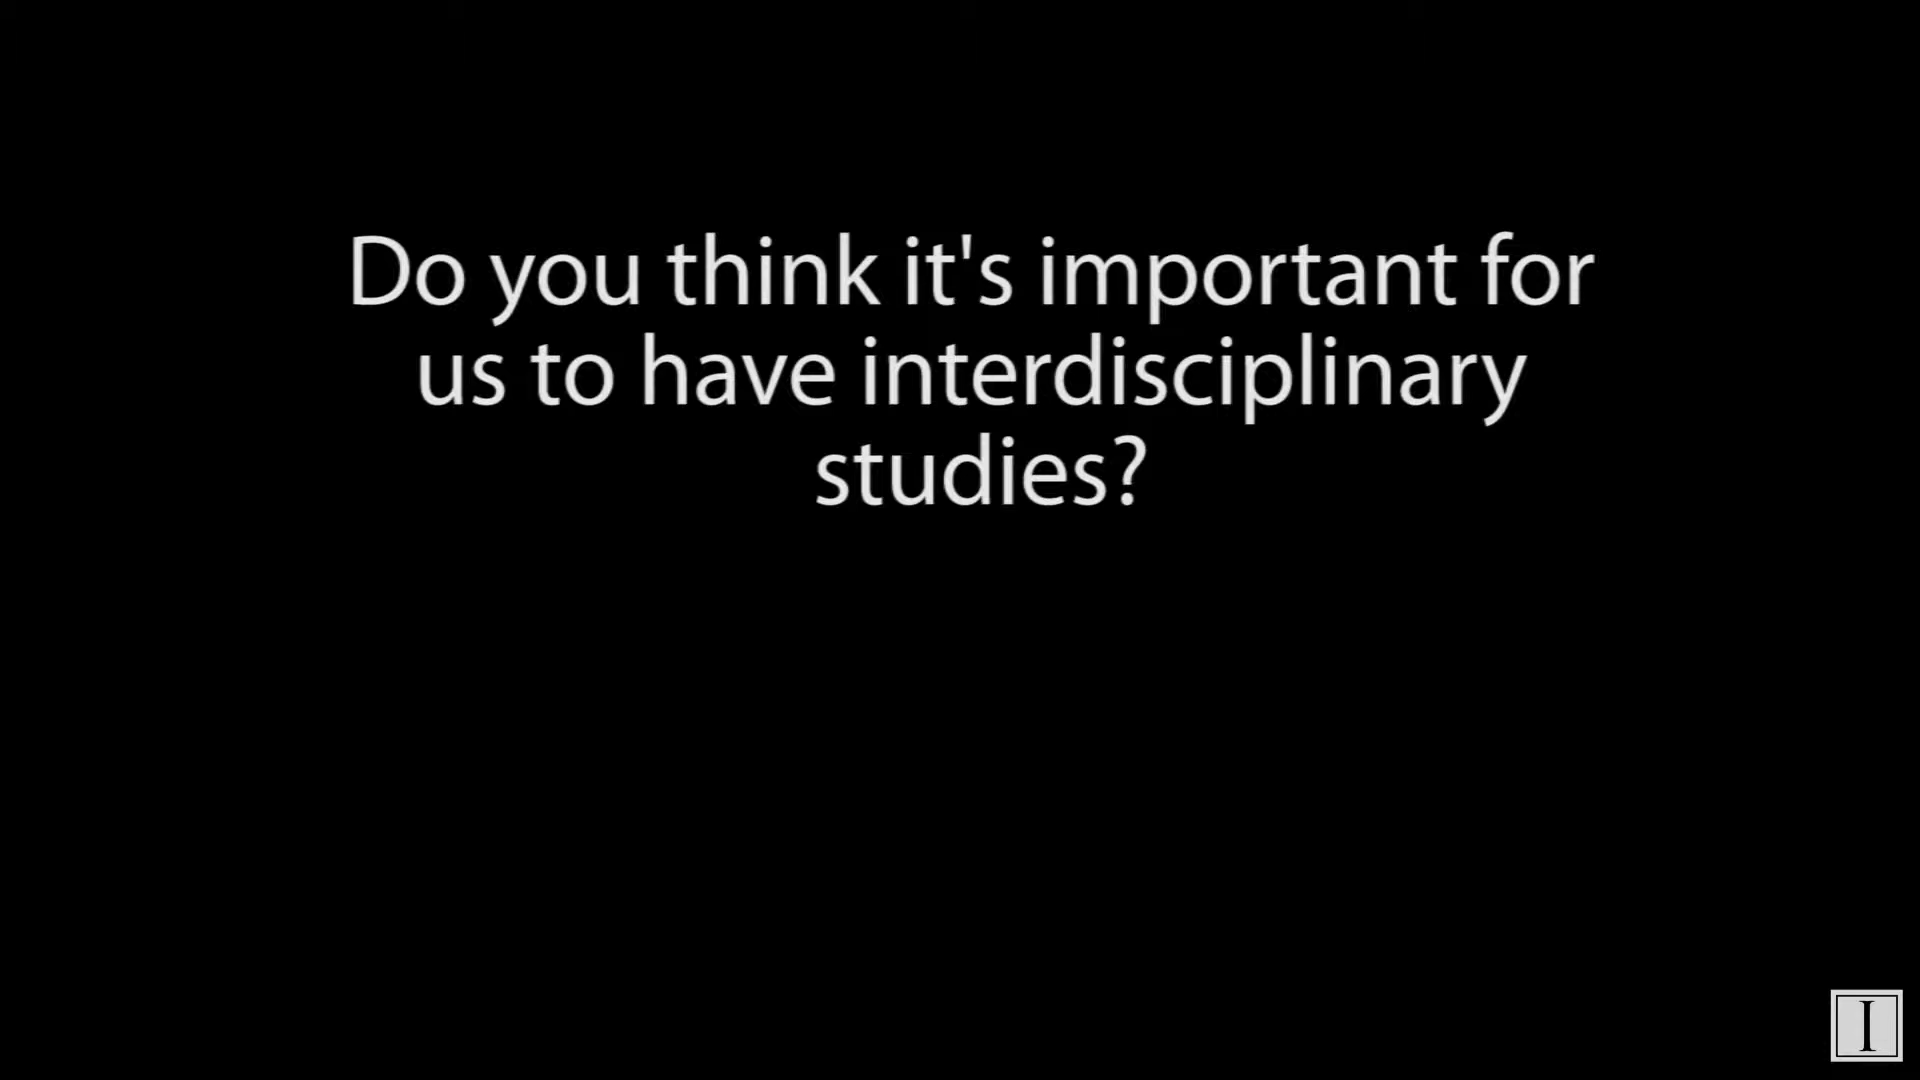 Do you think it's important for
us to have interdisciplinary
studies?
I